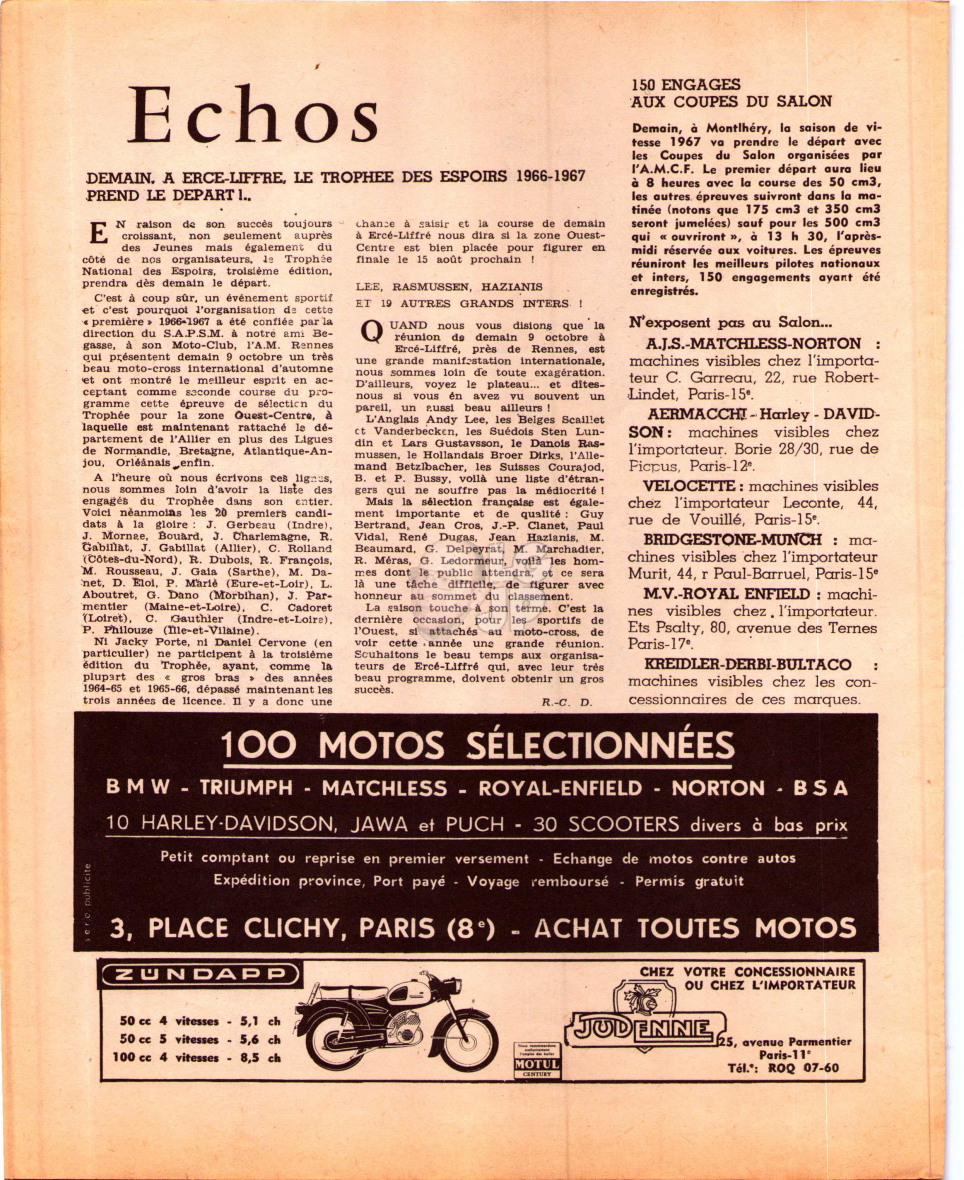 Echos
DEMAIN, A ERCE-LIFFRE, LE TROPHEE DES ESPOIRS 1966-1967
PREND LE DEPART !..
EN raison de son succès toujours
croissant, non seulement auprès
des Jeunes mais également du
côté de nos organisateurs, le Trophée
National des Espoirs, troisième édition,
prendra dès demain le départ.
C'est à coup sûr, un événement sportif
et c'est pourquoi l'organisation de cette
« première » 1966-1967 a été confiée par la
direction du S.A.P.S.M. à notre ami Be-
gasse, à son Moto-Club, l'A.M. Rennes
qui présentent demain 9 octobre un très
beau moto-cross international d'automne
et ont montré le meilleur esprit en ac-
ceptant comme seconde course du pro-
gramme cette épreuve de sélection du
Trophée pour la zone Ouest-Centre, à
laquelle est maintenant rattaché le dé-
partement de l'Allier en plus des Ligues
de Normandie, Bretagne, Atlantique-An-
jou, Orléanais enfin.
A l'heure où nous écrivons ces lignes,
nous sommes loin d'avoir la liste des
engagés du Trophée dans son entier.
Voici néanmoins les 20 premiers candi-
dats à la gloire : J. Gerbeau (Indre),
J. Mornae, Bouard, J. Charlemagne, R.
Gabillat, J. Gabillat (Allier), C. Rolland
(Côtes-du-Nord), R. Dubois, R. François,
M. Rousseau, J. Gaia (Sarthe), M. Da-
net, D. Eloi, P. Marié (Eure-et-Loir), L.
Aboutret, G. Dano (Morbihan), J. Par-
mentier (Maine-et-Loire), C. Cadoret
(Loiret), C. Gauthier (Indre-et-Loire),
P. Philouze (Ille-et-Vilaine).
Ni Jacky Porte, ni Daniel Cervone (en
particulier) ne participent à la troisième
édition du Trophée, ayant, comme la
plupart des « gros bras » des années
1964-65 et 1965-66, dépassé maintenant les
trois années de licence. Il y a donc une
chance à saisir et la course de demain
à Ercé-Liffré nous dira si la zone Ouest-
Centre est bien placée pour figurer en
finale le 15 août prochain !
LEE, RASMUSSEN, HAZIANIS
ET 19 AUTRES GRANDS INTERS !
QUAND nous vous disions que la
réunion de demain 9 octobre à
Ercé-Liffré, près de Rennes, est
une grande manifestation internationale,
nous sommes loin de toute exagération.
D'ailleurs, voyez le plateau... et dites-
nous si vous en avez vu souvent un
pareil, un aussi beau ailleurs !
L'Anglais Andy Lee, les Belges Scaillet
et Vanderbecken, les Suédois Sten Lun-
din et Lars Gustavsson, le Danois Ras-
mussen, le Hollandais Broer Dirks, l'Alle-
mand Betzlbacher, les Suisses Courajod,
B. et P. Bussy, voilà une liste d'étran-
gers qui ne souffre pas la médiocrité !
Mais la sélection française est égale-
ment importante et de qualité : Guy
Bertrand, Jean Cros, J.-P. Clanet, Paul
Vidal, René Dugas, Jean Hazianis, M.
Beaumard, G. Delpeyrat, M. Marchadier,
R. Méras, G. Ledormeur, voilà les hom-
mes dont le public attendra, et ce sera
là une tâche difficile, de figurer avec
honneur au sommet du classement.
La saison touche à son terme. C'est la
dernière occasion, pour les sportifs de
l'Ouest, si attachés au moto-cross, de
voir cette année une grande réunion.
Souhaitons le beau temps aux organisa-
teurs de Ercé-Liffré qui, avec leur très
beau programme, doivent obtenir un gros
succès.
R.-C. D.
150 ENGAGES
AUX COUPES DU SALON
Demain, à Montlhéry, la saison de vi-
tesse 1967 va prendre le départ avec
les Coupes du Salon organisées par
l'A.M.C.F. Le premier départ aura lieu
à 8 heures avec la course des 50 cm3,
les autres épreuves suivront dans la ma-
tinée (notons que 175 cm3 et 350 cm3
seront jumelées) sauf pour les 500 cm3
qui « ouvriront », à 13 h 30, l'après-
midi réservée aux voitures. Les épreuves
réuniront les meilleurs pilotes nationaux
et inters, 150 engagements ayant été
enregistrés.
N'exposent pas au Salon...
A.J.S.-MATCHLESS-NORTON :
machines visibles chez l'importa-
teur C. Garreau, 22, rue Robert-
Lindet, Paris-15e.
AERMACCHI - Harley - DAVID-
SON : machines visibles chez
l'importateur. Borie 28/30, rue de
Picpus, Paris-12e.
VELOCETTE : machines visibles
chez l'importateur Leconte, 44,
rue de Vouillé, Paris-15e.
BRIDGESTONE-MUNCH : ma-
chines visibles chez l'importateur
Murit, 44, r Paul-Barruel, Paris-15e
M.V.-ROYAL ENFIELD : machi-
nes visibles chez l'importateur.
Ets Psalty, 80, avenue des Ternes
Paris-17e.
KREIDLER-DERBI-BULTACO :
machines visibles chez les con-
cessionnaires de ces marques.
100 MOTOS SÉLECTIONNÉES
BMW - TRIUMPH - MATCHLESS - ROYAL-ENFIELD - NORTON - BSA
10 HARLEY-DAVIDSON, JAWA et PUCH - 30 SCOOTERS divers à bas prix
Petit comptant ou reprise en premier versement - Echange de motos contre autos
Expédition province, Port payé - Voyage remboursé - Permis gratuit
3, PLACE CLICHY, PARIS (8e) - ACHAT TOUTES MOTOS
ZÜNDAPP
50 cc 4 vitesses - 5,1 ch
50 cc 5 vitesses - 5,6 ch
100 cc 4 vitesses - 8,5 ch
MOTUL
CENTURY
CHEZ VOTRE CONCESSIONNAIRE
OU CHEZ L'IMPORTATEUR
JUDENNE
25, avenue Parmentier
Paris-11e
Tél.: ROQ 07-60